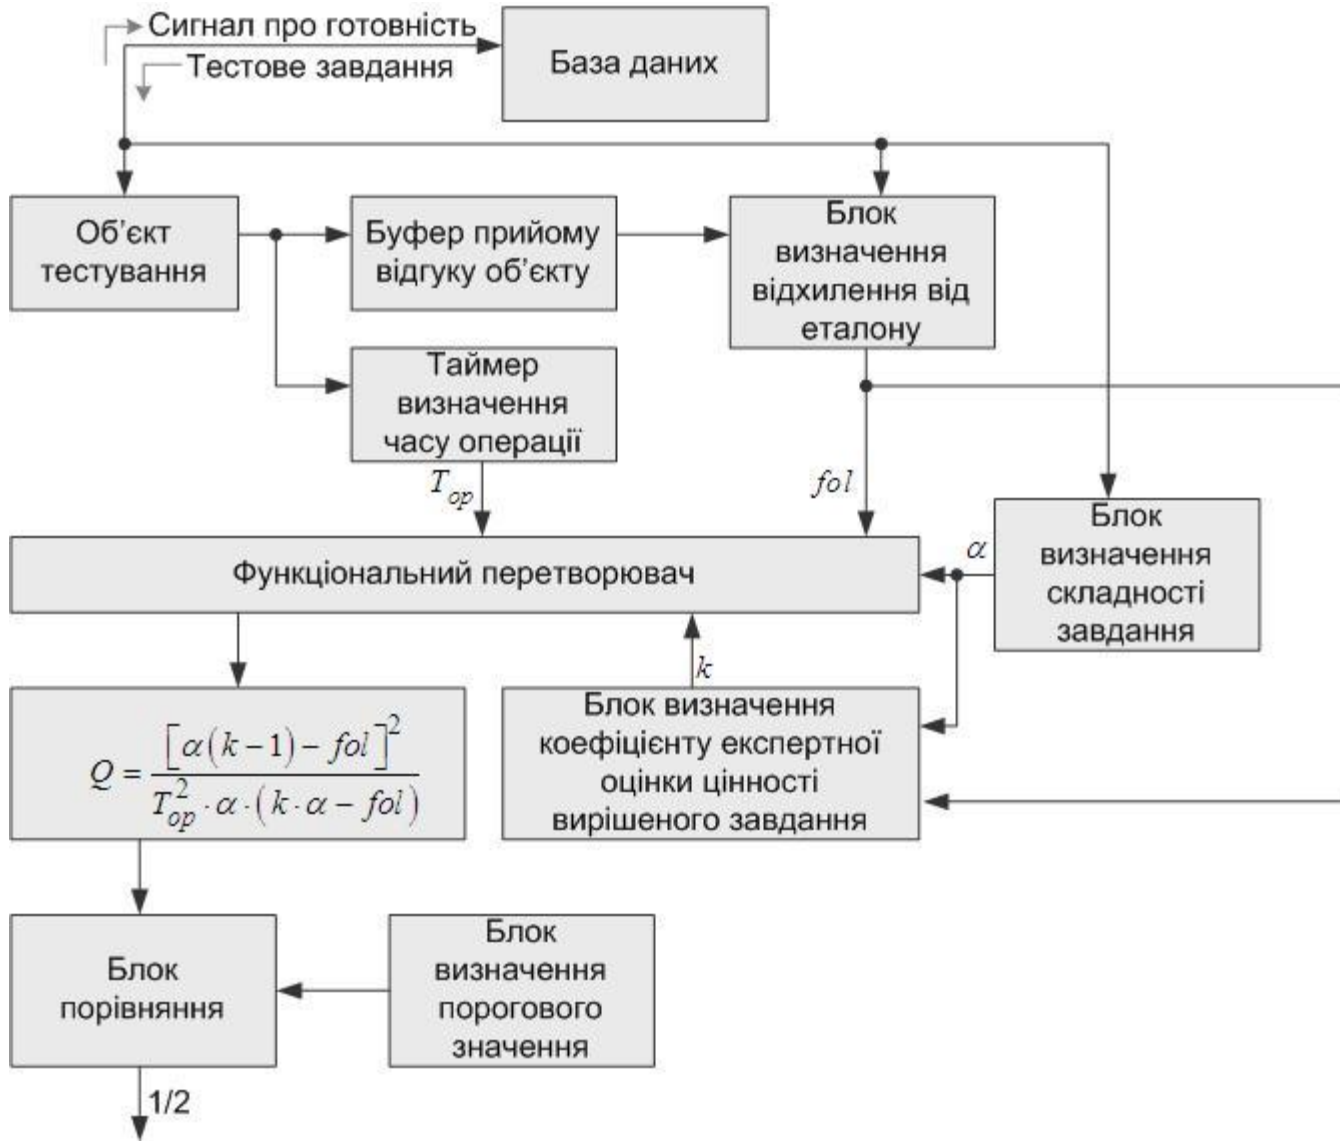 Сигнал про готовність
Тестове завдання
База даних
Об’єкт
тестування
Буфер прийому
відгуку об’єкту
Блок
визначення
відхилення від
еталону
Таймер
визначення
часу операції
T_op
fol
Блок
визначення
складності
завдання
α
Функціональний перетворювач
k
Q = [α(k−1)−fol]² / T²_op · α · (k · α − fol)
Блок визначення
коефіцієнту експертної
оцінки цінності
вирішеного завдання
Блок
порівняння
Блок
визначення
порогового
значення
1/2